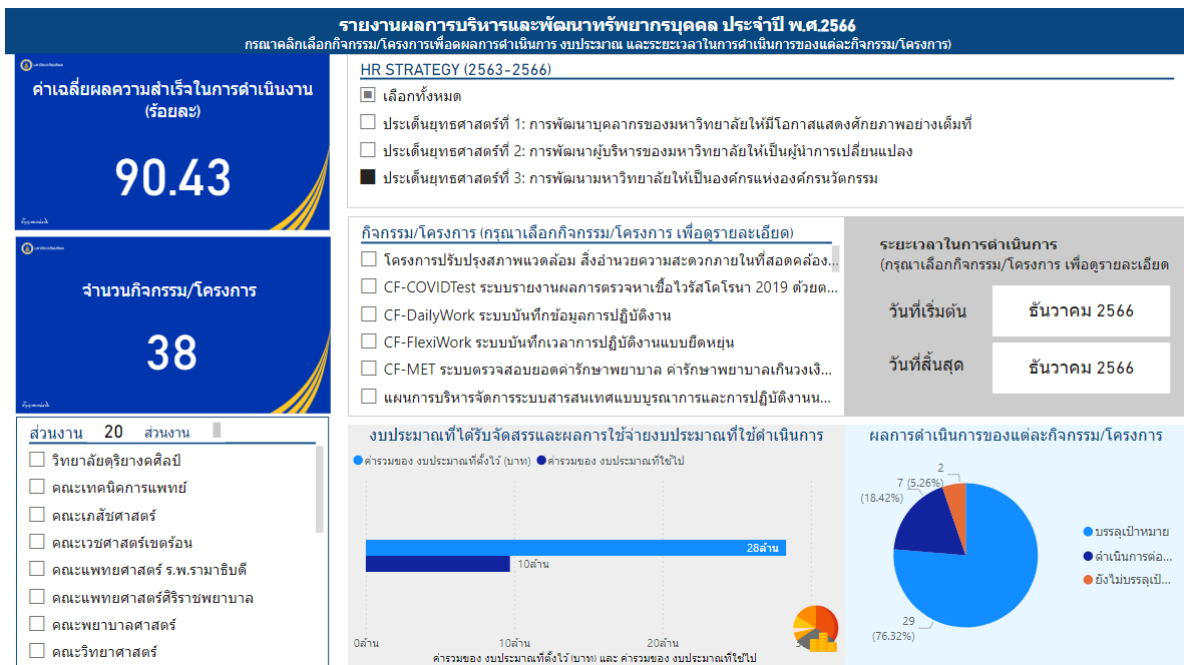 รายงานผลการบริหารและพัฒนาทรัพยากรบุคคล ประจำปี พ.ศ.2566
กรุณาคลิกเลือกกิจกรรม/โครงการเพื่อดูผลการดำเนินการ งบประมาณ และระยะเวลาในการดำเนินการของแต่ละกิจกรรม/โครงการ)
ค่าเฉลี่ยผลความสำเร็จในการดำเนินงาน
(ร้อยละ)
90.43
จำนวนกิจกรรม/โครงการ
38
HR STRATEGY (2563-2566)
เลือกทั้งหมด
ประเด็นยุทธศาสตร์ที่ 1: การพัฒนาบุคลากรของมหาวิทยาลัยให้มีโอกาสแสดงศักยภาพอย่างเต็มที่
ประเด็นยุทธศาสตร์ที่ 2: การพัฒนาผู้บริหารของมหาวิทยาลัยให้เป็นผู้นำการเปลี่ยนแปลง
ประเด็นยุทธศาสตร์ที่ 3: การพัฒนามหาวิทยาลัยให้เป็นองค์กรแห่งองค์กรนวัตกรรม
กิจกรรม/โครงการ (กรุณาเลือกกิจกรรม/โครงการ เพื่อดูรายละเอียด)
โครงการปรับปรุงสภาพแวดล้อม สิ่งอำนวยความสะดวกภายในที่สอดคล้อง...
CF-COVIDTest ระบบรายงานผลการตรวจหาเชื้อไวรัสโคโรนา 2019 ด้วยต...
CF-DailyWork ระบบบันทึกข้อมูลการปฏิบัติงาน
CF-FlexiWork ระบบบันทึกเวลาการปฏิบัติงานแบบยืดหยุ่น
CF-MET ระบบตรวจสอบยอดค่ารักษาพยาบาล ค่ารักษาพยาบาลเกินวงเงิ...
แผนการบริหารจัดการระบบสารสนเทศแบบบูรณาการและการปฏิบัติงานน...
ระยะเวลาในการดำเนินการ
(กรุณาเลือกกิจกรรม/โครงการ เพื่อดูรายละเอียด
วันที่เริ่มต้น ธันวาคม 2566
วันที่สิ้นสุด ธันวาคม 2566
ส่วนงาน 20 ส่วนงาน
วิทยาลัยดุริยางคศิลป์
คณะเทคนิคการแพทย์
คณะเภสัชศาสตร์
คณะเวชศาสตร์เขตร้อน
คณะแพทยศาสตร์ ร.พ.รามาธิบดี
คณะแพทยศาสตร์ศิริราชพยาบาล
คณะพยาบาลศาสตร์
คณะวิทยาศาสตร์
งบประมาณที่ได้รับจัดสรรและผลการใช้จ่ายงบประมาณที่ใช้ดำเนินการ
ค่ารวมของ งบประมาณที่ตั้งไว้ (บาท) ค่ารวมของ งบประมาณที่ใช้ไป
28ล้าน
10ล้าน
0ล้าน 10ล้าน 20ล้าน
ค่ารวมของ งบประมาณที่ตั้งไว้ (บาท) และ ค่ารวมของ งบประมาณที่ใช้ไป
ผลการดำเนินการของแต่ละกิจกรรม/โครงการ
2
(5.26%)
7
(18.42%)
29
(76.32%)
บรรลุเป้าหมาย
ดำเนินการต่อ...
ยังไม่บรรลุเป้...